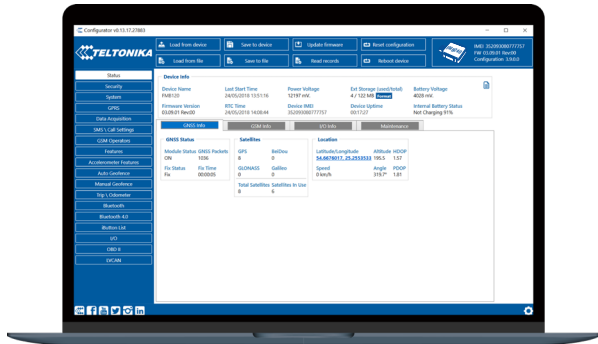 Configurator v0.13.17.27883
TELTONIKA
Load from device
Save to device
Update firmware
Reset configuration
Load from file
Save to file
Read records
Reboot device
IMEI 352093080777757
FW 03.09.01 Rev:00
Configuration 1.9.0.0
Status
Security
System
GPRS
Data Acquisition
SMS \ Call Settings
GSM Operators
Features
Accelerometer Features
Auto Geofence
Manual Geofence
Trip \ Odometer
Bluetooth
Bluetooth 4.0
iButton List
I/O
OBD II
LVCAN
Device Info
Device Name Last Start Time Power Voltage Ext Storage (used/total) Battery Voltage
FMB120 24/05/2018 13:51:16 12197 mV. 4 / 122 MB Format 4028 mV.
Firmware Version RTC Time Device IMEI Device Uptime Internal Battery Status
03.09.01 Rev:00 24/05/2018 14:08:44 352093080777757 00:17:27 Not Charging 91%
GNSS Info GSM Info I/O Info Maintenance
GNSS Status
Module Status GNSS Packets
ON 1036
Fix Status Fix Time
Fix 00:00:05
Satellites
GPS BeiDou
8 0
GLONASS Galileo
0 0
Total Satellites Satellites In Use
8 6
Location
Latitude/Longitude Altitude HDOP
54.6678017, 25.2553533 195.5 1.57
Speed Angle PDOP
0 km/h 319.7° 1.81